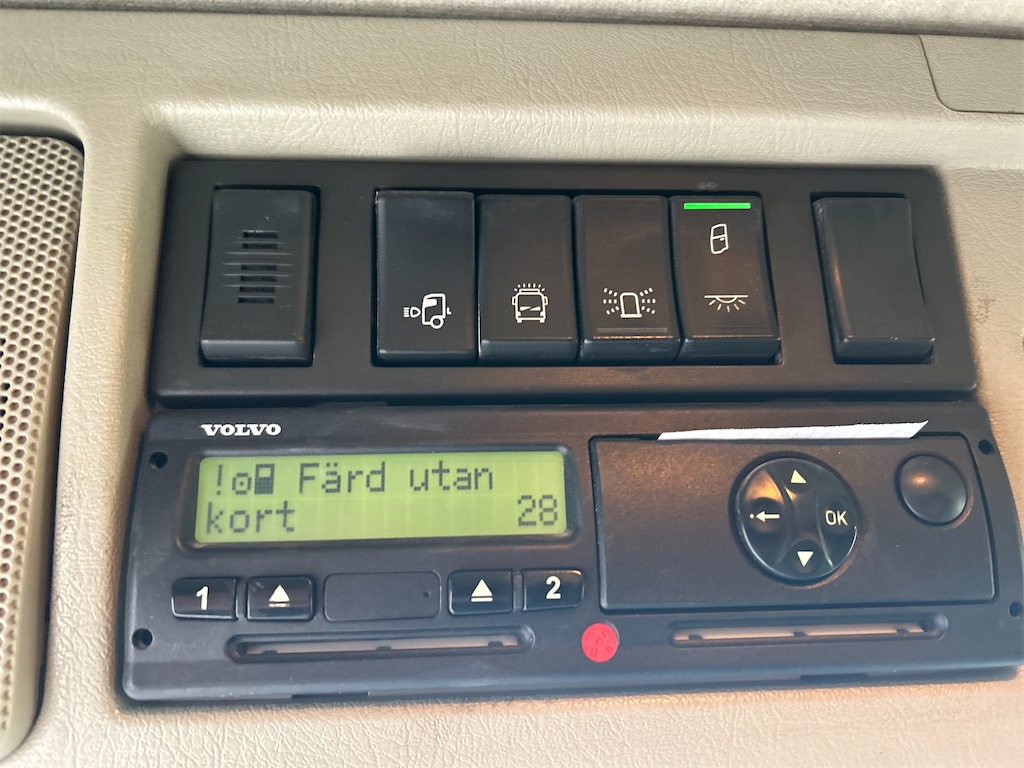 VOLVO
! Färd utan
kort 28
1
2
OK